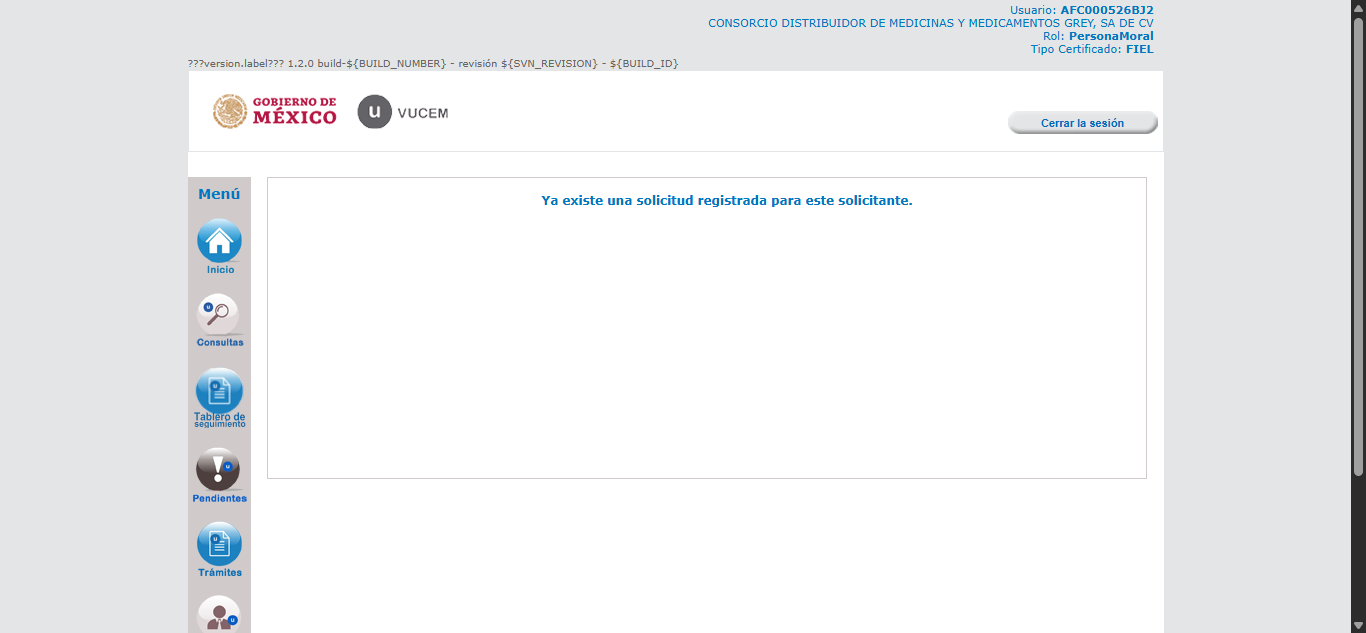 Usuario: AFC000526BJ2
CONSORCIO DISTRIBUIDOR DE MEDICINAS Y MEDICAMENTOS GREY, SA DE CV
Rol: PersonaMoral
Tipo Certificado: FIEL
???version.label??? 1.2.0 build-${BUILD_NUMBER} - revisión ${SVN_REVISION} - ${BUILD_ID}
GOBIERNO DE
MÉXICO
u VUCEM
Cerrar la sesión
Menú
Ya existe una solicitud registrada para este solicitante.
Inicio
Consultas
Tablero de
seguimiento
Pendientes
Trámites